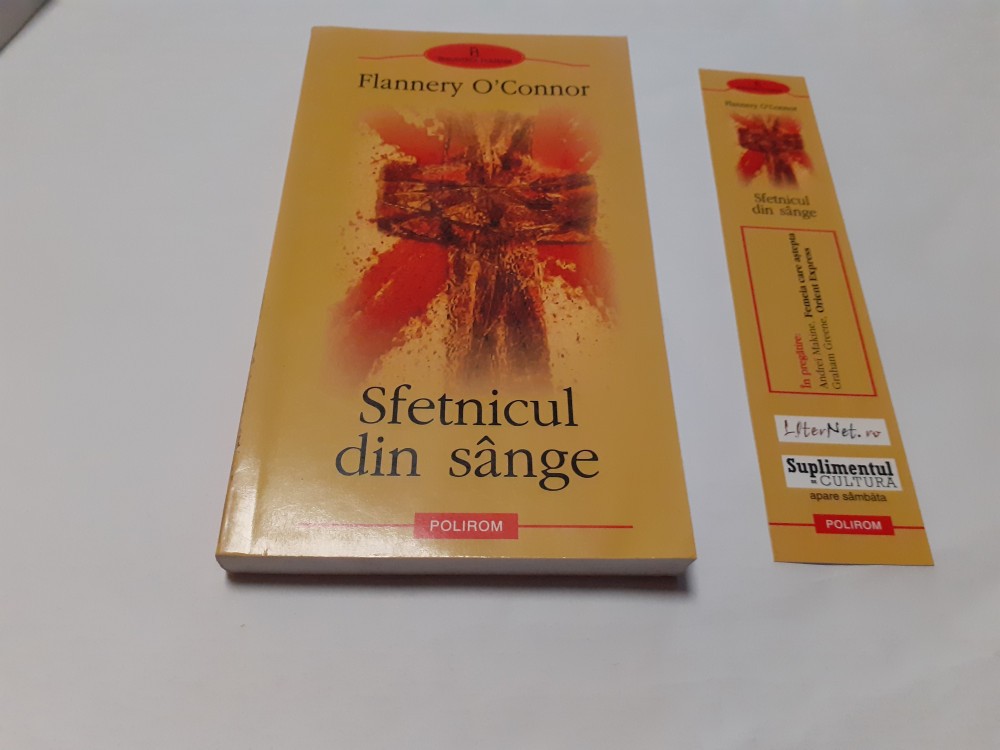 Flannery O'Connor
Sfetnicul
din sânge
POLIROM
Flannery O'Connor
Sfetnicul
din sânge
În pregătire:
Andreï Makine, Femeia care aștepta
Graham Greene, Orient Express
LiterNet.ro
Suplimentul
de CULTURĂ
apare sâmbăta
POLIROM